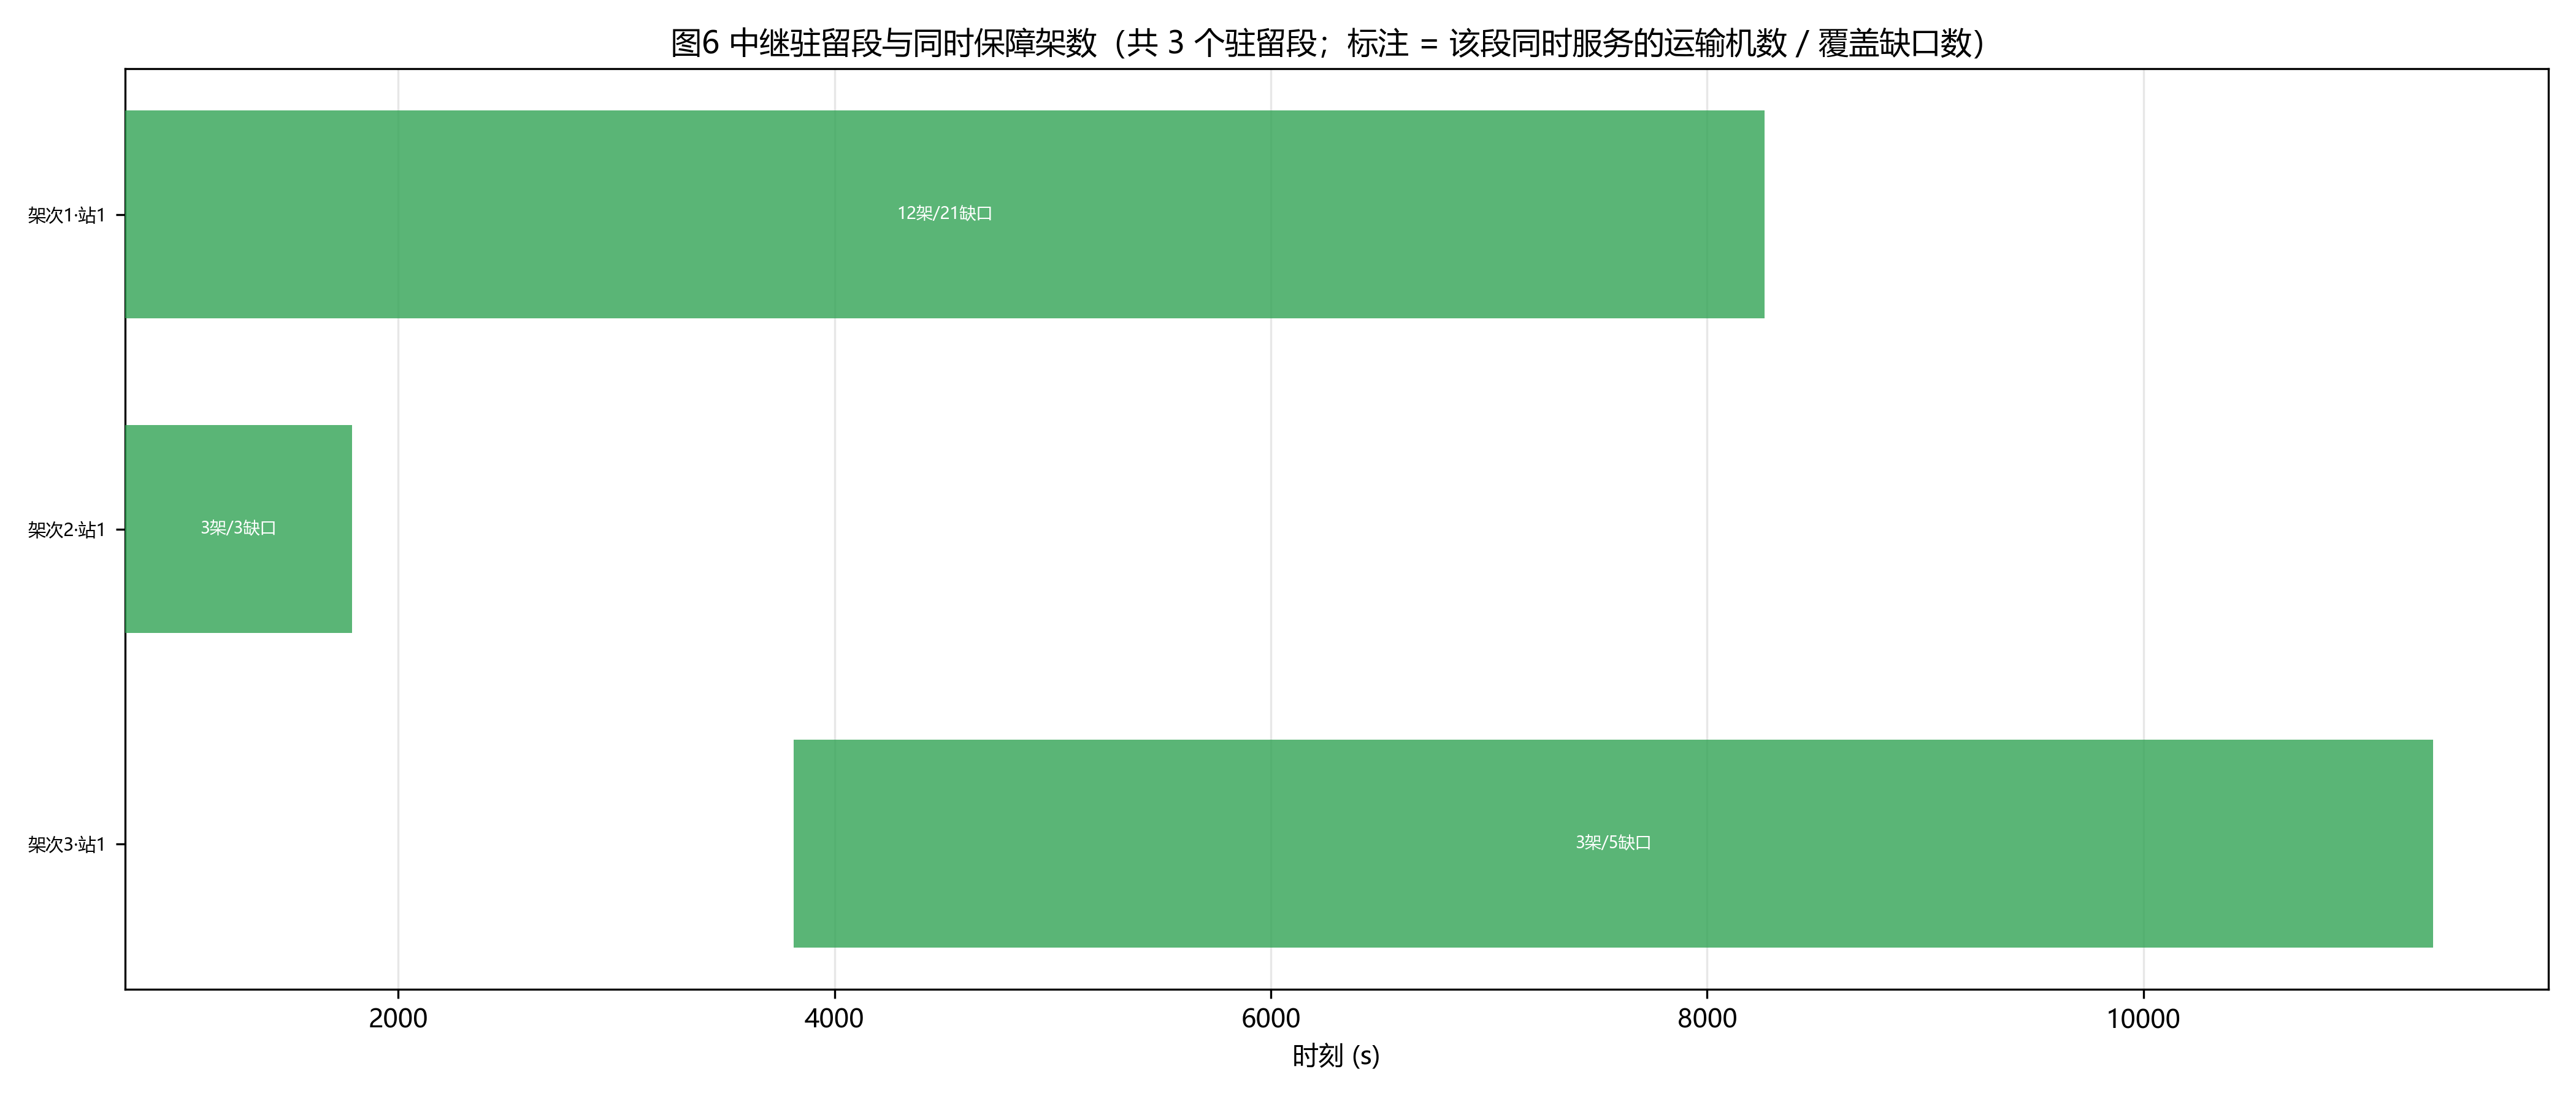 图6 中继驻留段与同时保障架数（共 3 个驻留段；标注 = 该段同时服务的运输机数 / 覆盖缺口数）
架次1·站1
12架/21缺口
架次2·站1
3架/3缺口
架次3·站1
3架/5缺口
2000
4000
6000
8000
10000
时刻 (s)